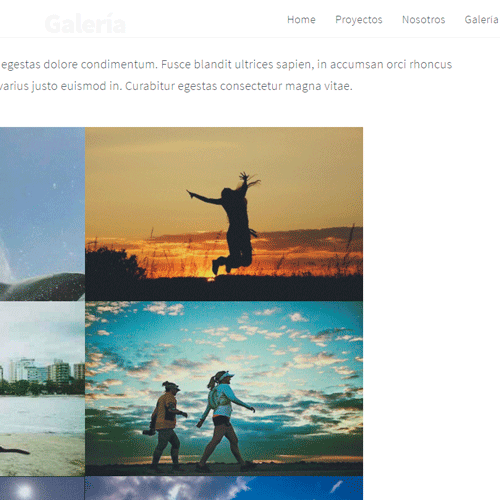 Galería
Home Proyectos Nosotros Galeria
egestas dolore condimentum. Fusce blandit ultrices sapien, in accumsan orci rhoncus
varius justo euismod in. Curabitur egestas consectetur magna vitae.